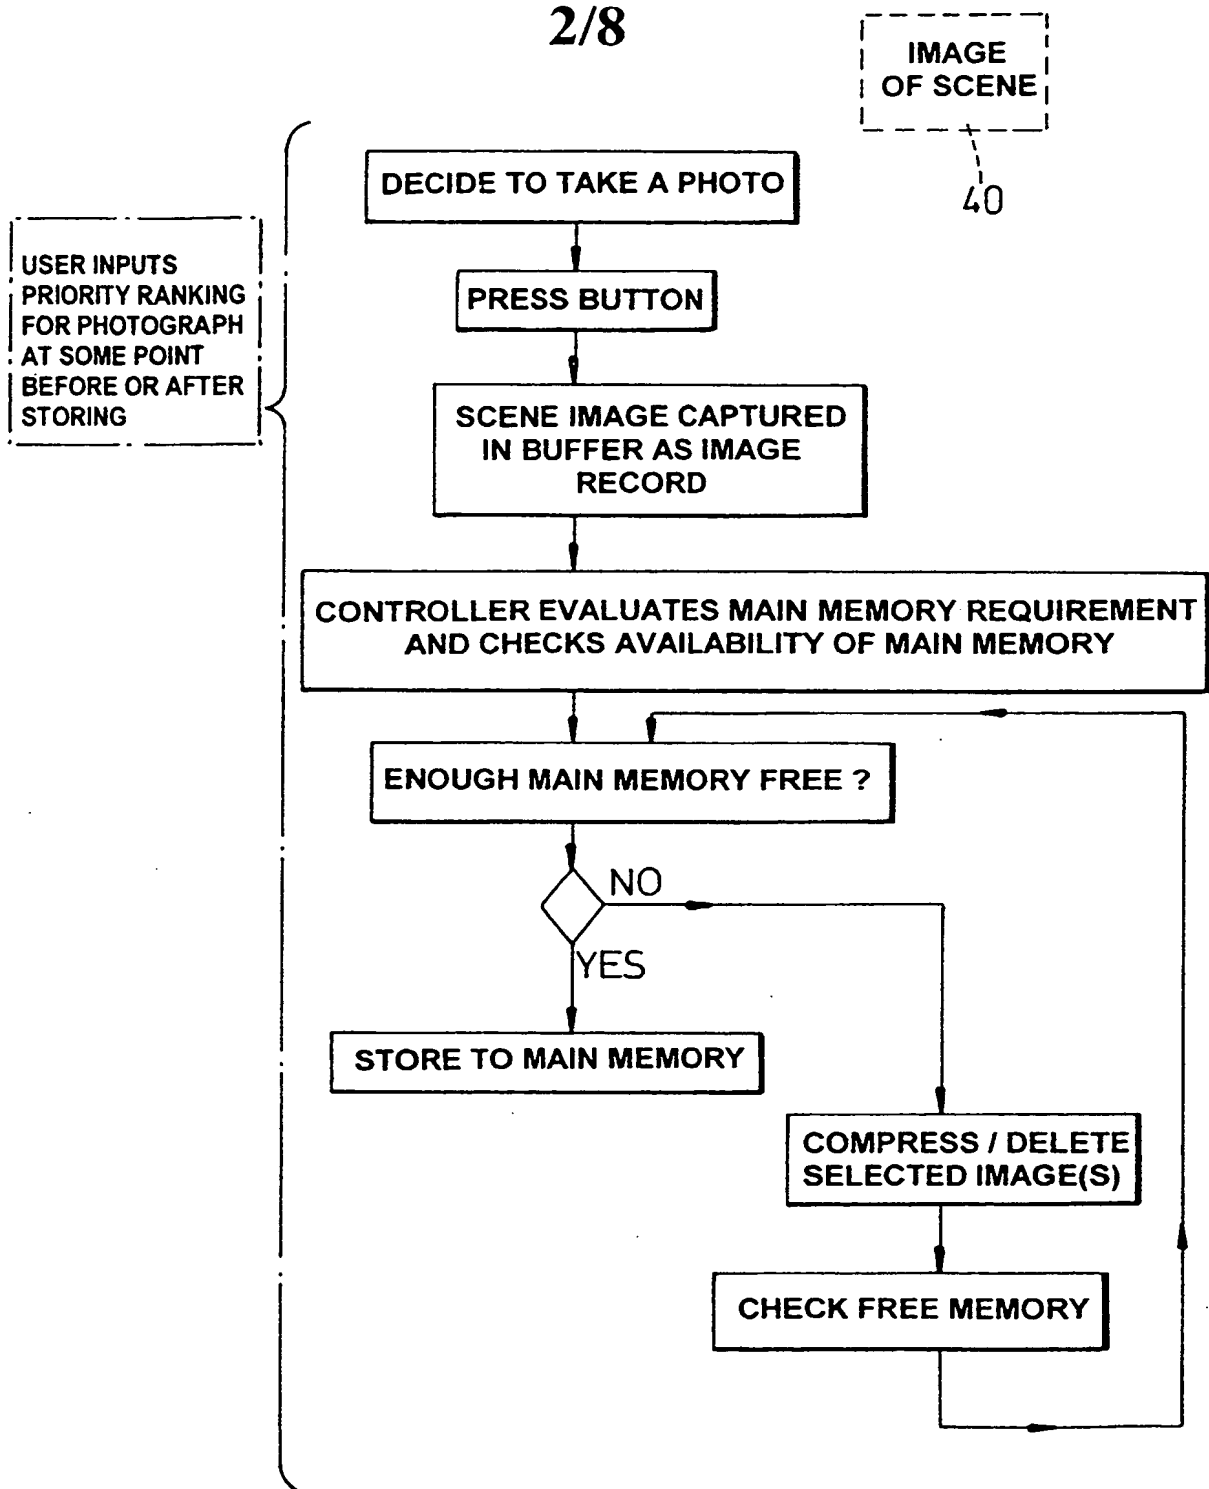 2/8
IMAGE
OF SCENE
40
DECIDE TO TAKE A PHOTO
USER INPUTS
PRIORITY RANKING
FOR PHOTOGRAPH
AT SOME POINT
BEFORE OR AFTER
STORING
PRESS BUTTON
SCENE IMAGE CAPTURED
IN BUFFER AS IMAGE
RECORD
CONTROLLER EVALUATES MAIN MEMORY REQUIREMENT
AND CHECKS AVAILABILITY OF MAIN MEMORY
ENOUGH MAIN MEMORY FREE ?
NO
YES
STORE TO MAIN MEMORY
COMPRESS / DELETE
SELECTED IMAGE(S)
CHECK FREE MEMORY